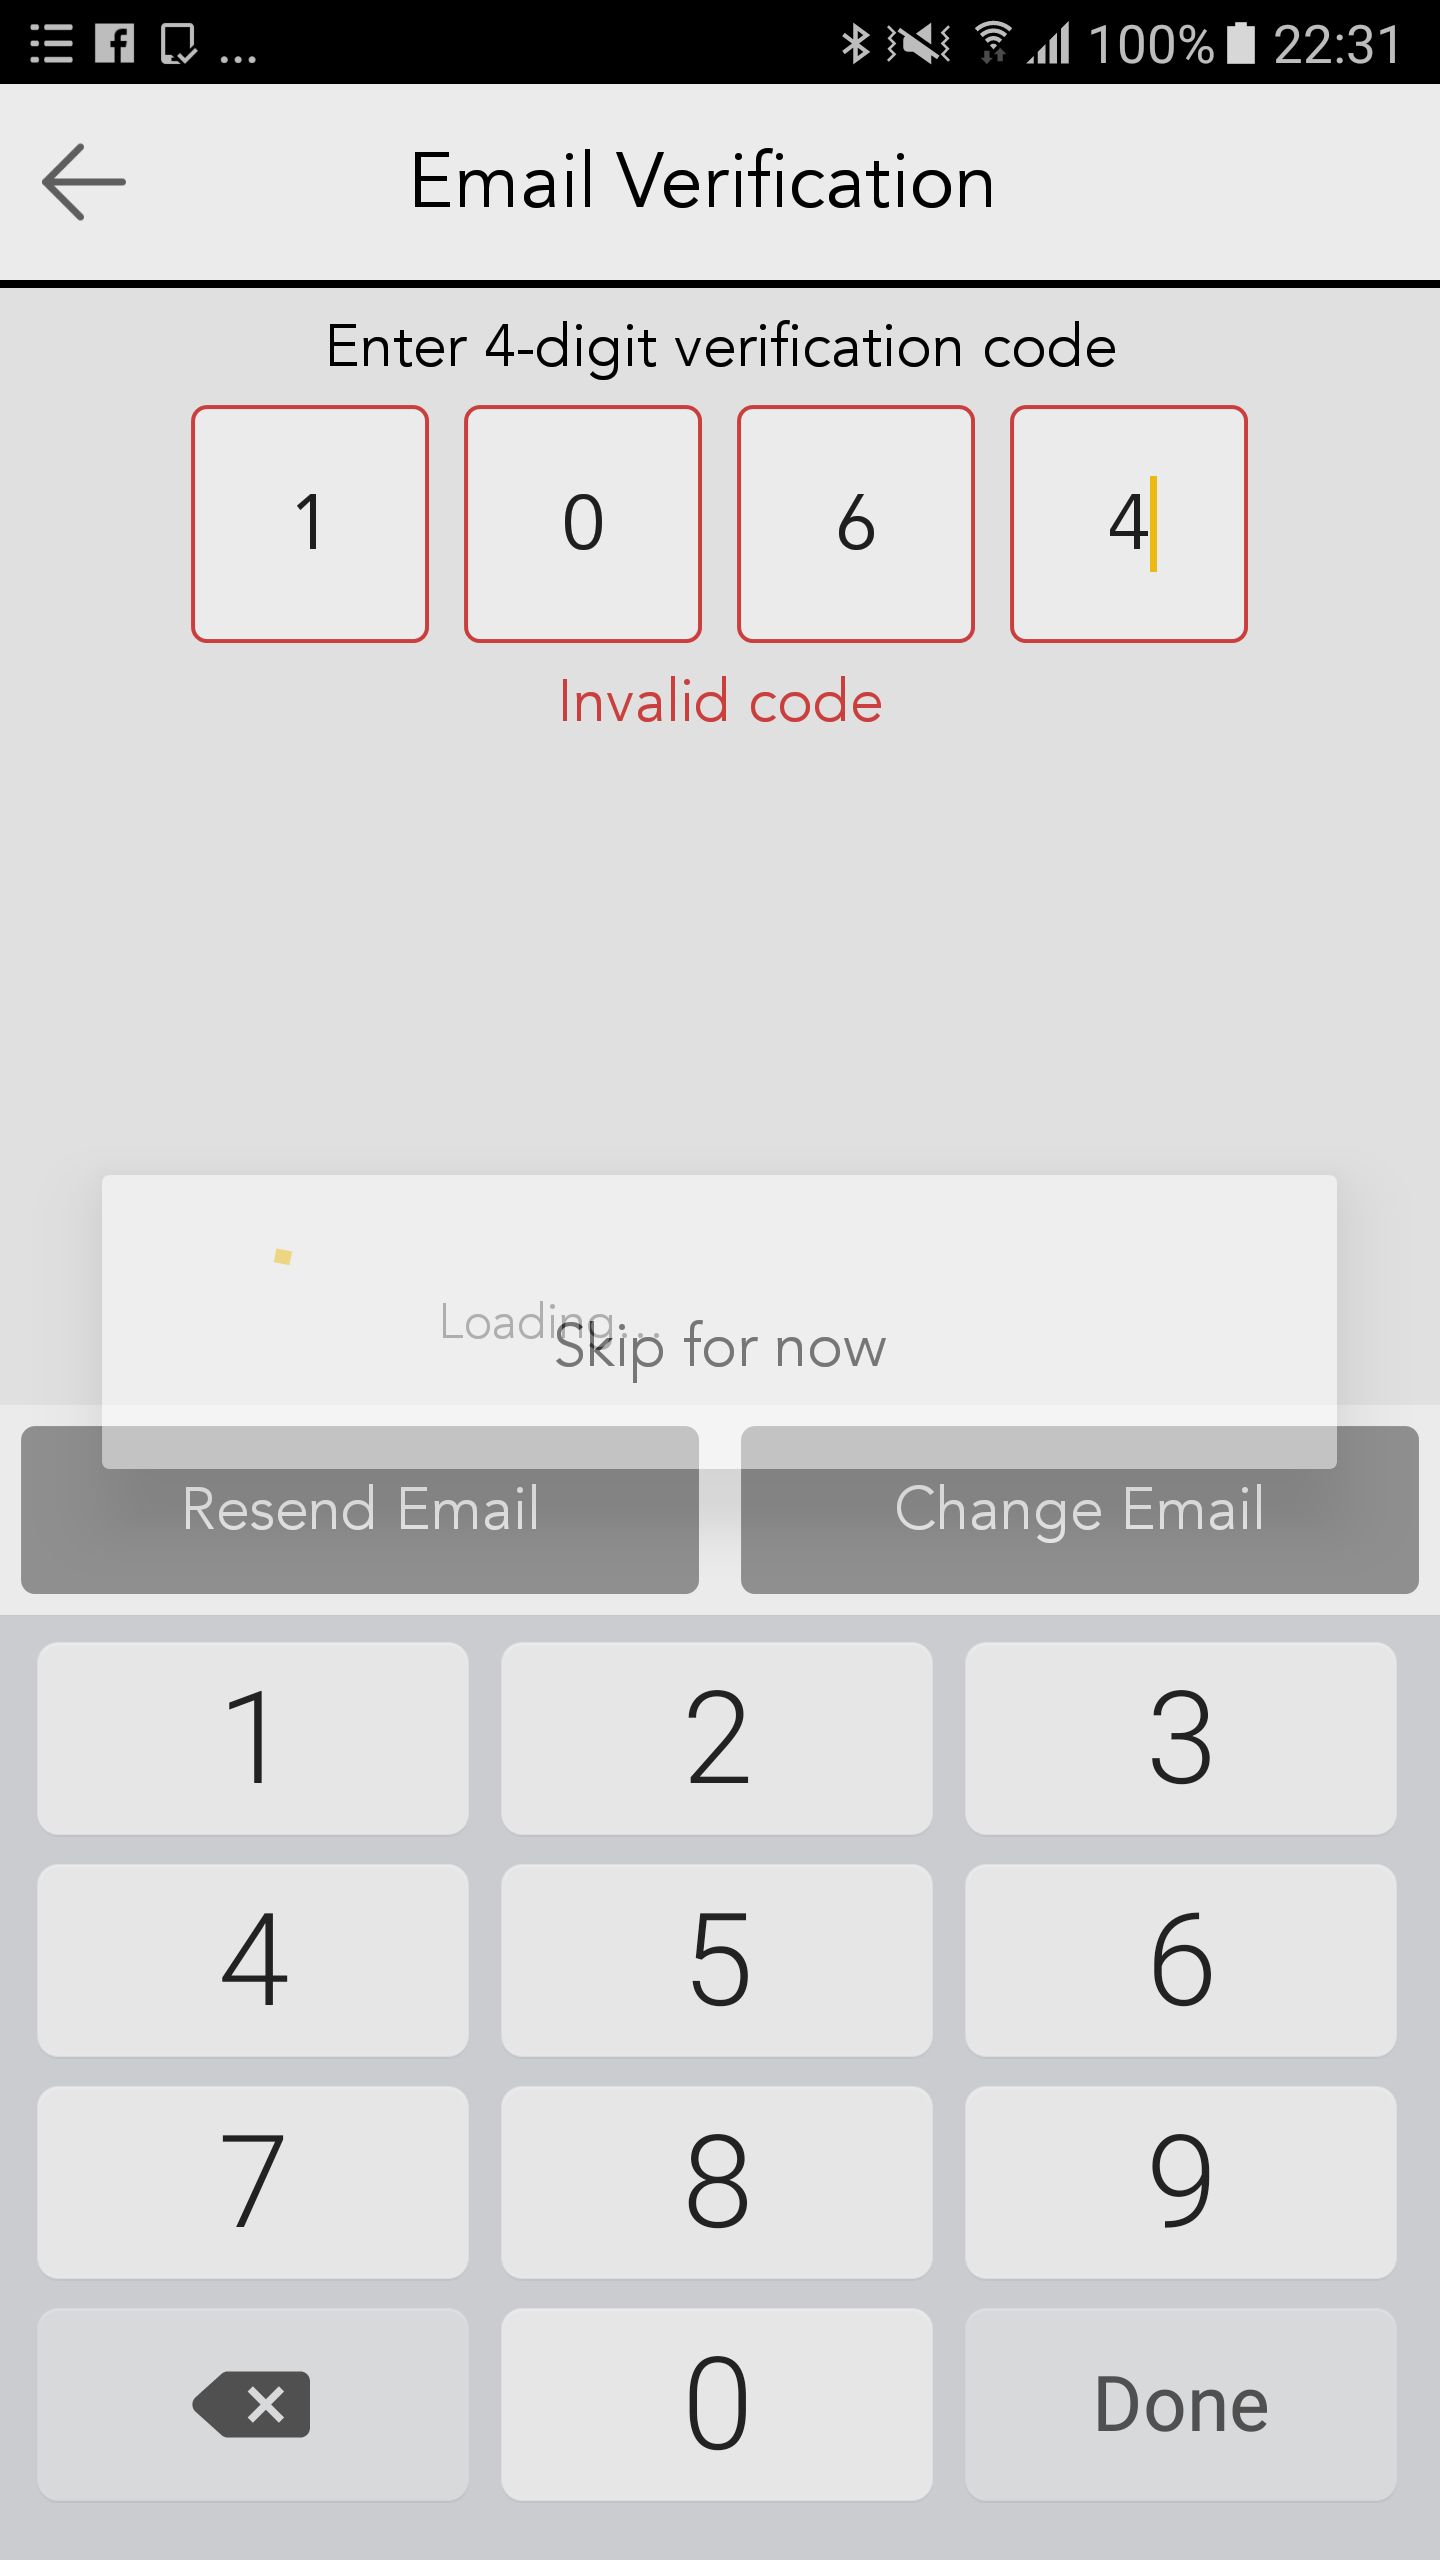 ... 100% 22:31
Email Verification
Enter 4-digit verification code
1 0 6 4
Invalid code
Loading...
Skip for now
Resend Email Change Email
1 2 3
4 5 6
7 8 9
0 Done